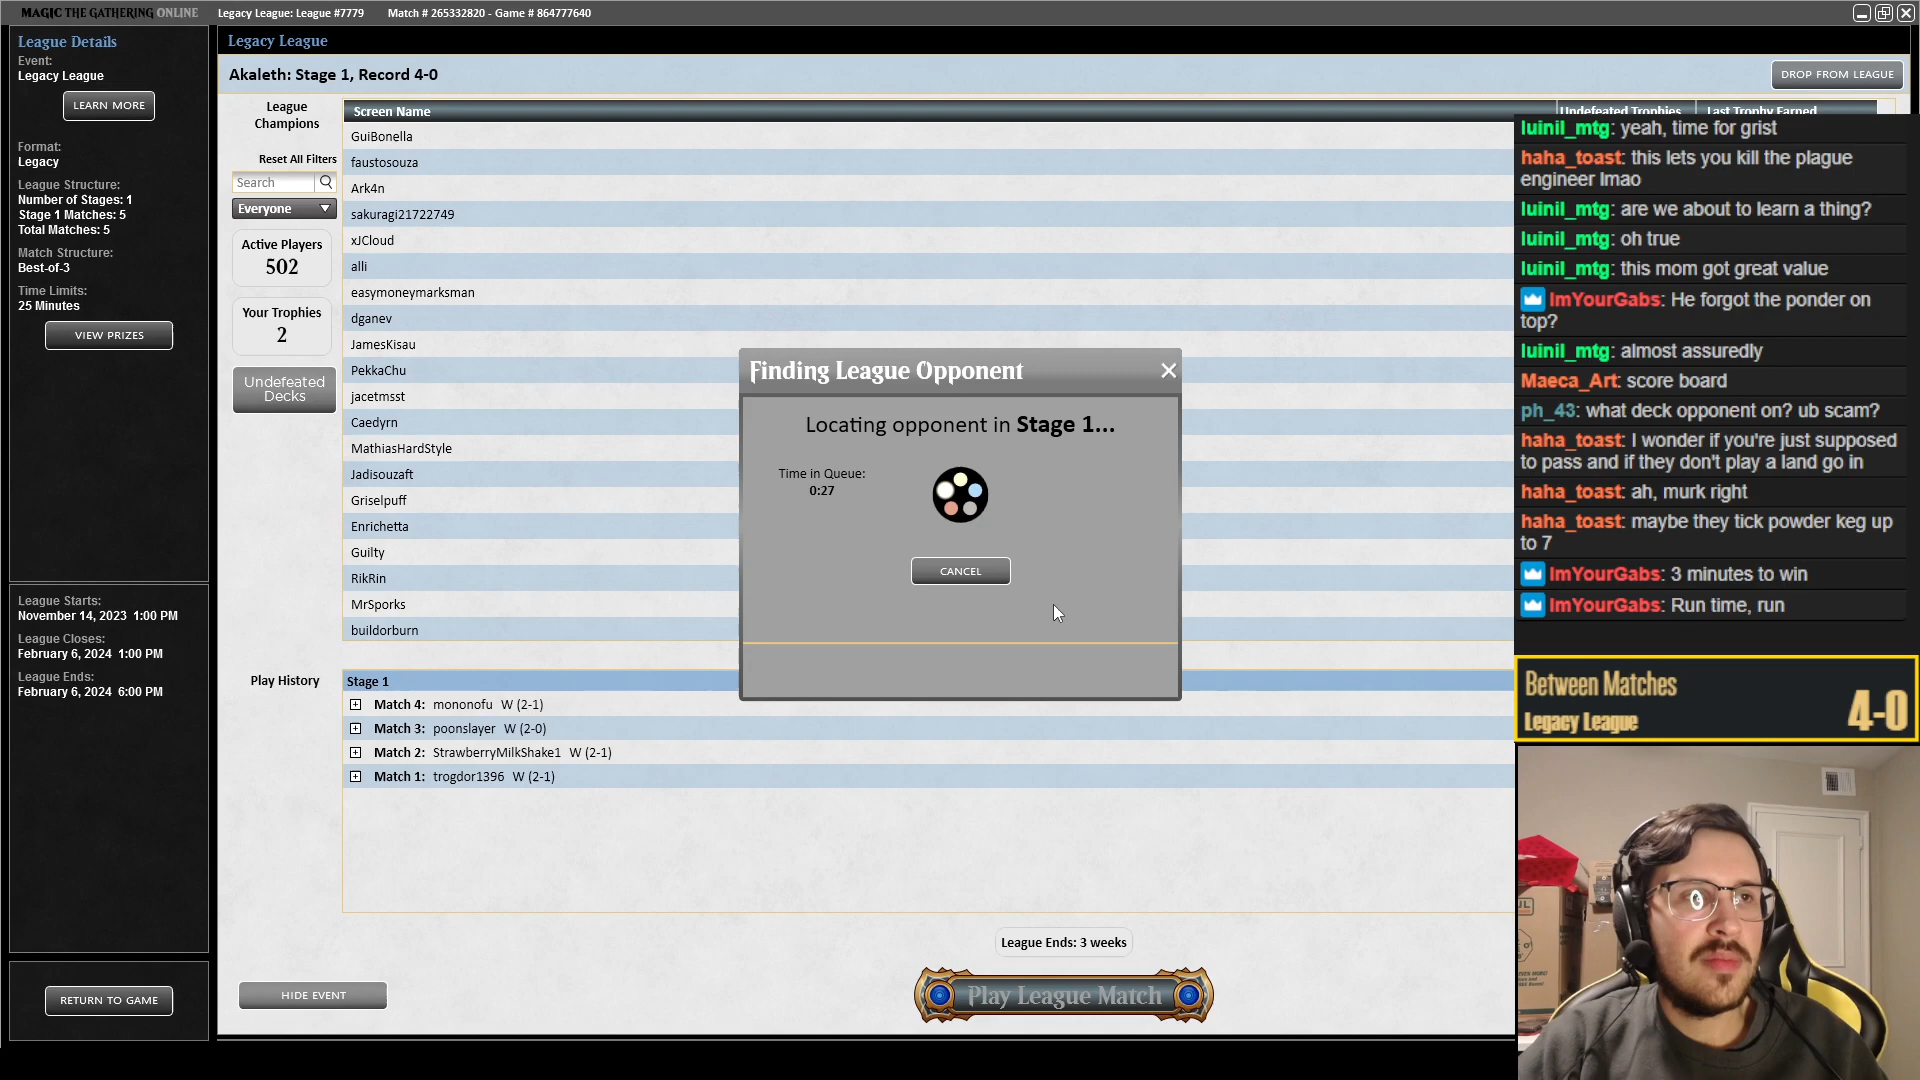 MAGIC THE GATHERING ONLINE
Legacy League: League #7779
Match # 265332820 - Game # 864777640
League Details
Event:
Legacy League
LEARN MORE
Format:
Legacy
League Structure:
Number of Stages: 1
Stage 1 Matches: 5
Total Matches: 5
Match Structure:
Best-of-3
Time Limits:
25 Minutes
VIEW PRIZES
League Starts:
November 14, 2023 1:00 PM
League Closes:
February 6, 2024 1:00 PM
League Ends:
February 6, 2024 6:00 PM
RETURN TO GAME
Legacy League
Akaleth: Stage 1, Record 4-0
DROP FROM LEAGUE
League
Champions
Reset All Filters
Search
Everyone
Active Players
502
Your Trophies
2
Undefeated
Decks
Screen Name
Undefeated Trophies
Last Trophy Earned
GuiBonella
faustosouza
Ark4n
sakuragi21722749
xJCloud
alli
easymoneymarksman
dganev
JamesKisau
PekkaChu
jacetmsst
Caedyrn
MathiasHardStyle
Jadisouzaft
Griselpuff
Enrichetta
Guilty
RikRin
MrSporks
buildorburn
Finding League Opponent
Locating opponent in Stage 1...
Time in Queue:
0:27
CANCEL
Play History
Stage 1
Match 4: mononofu W (2-1)
Match 3: poonslayer W (2-0)
Match 2: StrawberryMilkShake1 W (2-1)
Match 1: trogdor1396 W (2-1)
League Ends: 3 weeks
HIDE EVENT
Play League Match
luinil_mtg: yeah, time for grist
haha_toast: this lets you kill the plague
engineer lmao
luinil_mtg: are we about to learn a thing?
luinil_mtg: oh true
luinil_mtg: this mom got great value
ImYourGabs: He forgot the ponder on
top?
luinil_mtg: almost assuredly
Maeca_Art: score board
ph_43: what deck opponent on? ub scam?
haha_toast: I wonder if you're just supposed
to pass and if they don't play a land go in
haha_toast: ah, murk right
haha_toast: maybe they tick powder keg up
to 7
ImYourGabs: 3 minutes to win
ImYourGabs: Run time, run
Between Matches
Legacy League
4-0